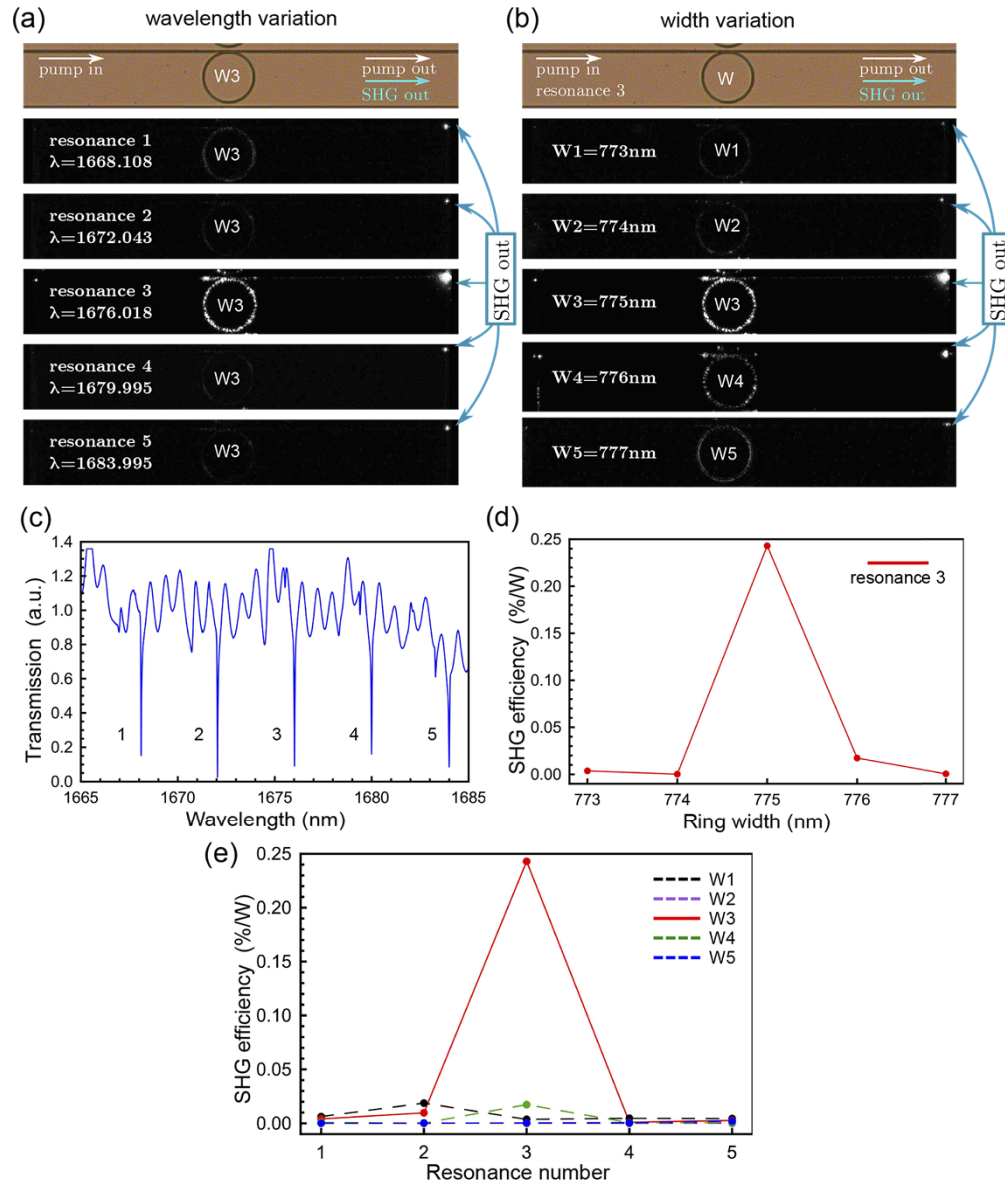 (a)
wavelength variation
pump in
W3
pump out
SHG out
resonance 1
λ=1668.108
W3
resonance 2
λ=1672.043
W3
resonance 3
λ=1676.018
W3
resonance 4
λ=1679.995
W3
resonance 5
λ=1683.995
W3
SHG out
(b)
width variation
pump in
resonance 3
W
pump out
SHG out
W1=773nm
W1
W2=774nm
W2
W3=775nm
W3
W4=776nm
W4
W5=777nm
W5
SHG out
(c)
Transmission (a.u.)
1.4
1.2
1.0
0.8
0.6
0.4
0.2
0.0
1 2 3 4 5
1665 1670 1675 1680 1685
Wavelength (nm)
(d)
SHG efficiency (%/W)
0.25
0.20
0.15
0.10
0.05
0.00
resonance 3
773 774 775 776 777
Ring width (nm)
(e)
SHG efficiency (%/W)
0.25
0.20
0.15
0.10
0.05
0.00
W1
W2
W3
W4
W5
1 2 3 4 5
Resonance number